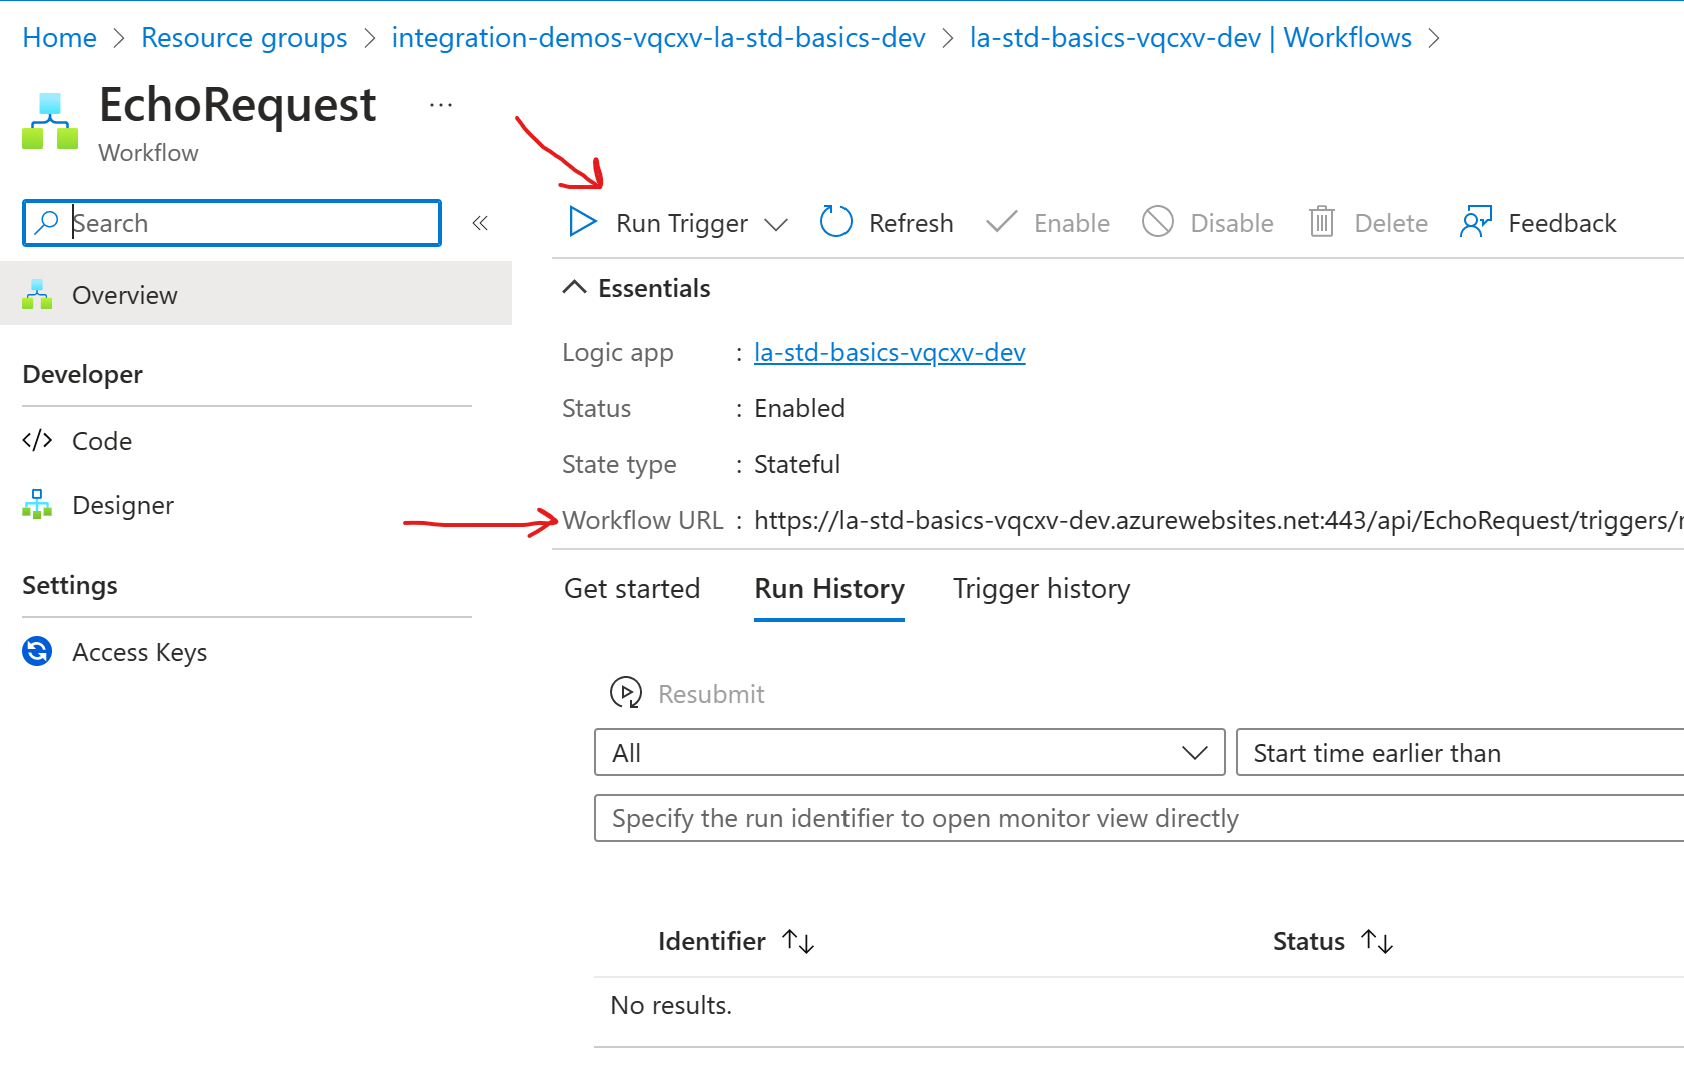 Home > Resource groups > integration-demos-vqcxv-la-std-basics-dev > la-std-basics-vqcxv-dev | Workflows >
EchoRequest ...
Workflow
Search «
Run Trigger Refresh Enable Disable Delete Feedback
Overview
Developer
</> Code
Designer
Settings
Access Keys
Essentials
Logic app : la-std-basics-vqcxv-dev
Status : Enabled
State type : Stateful
Workflow URL : https://la-std-basics-vqcxv-dev.azurewebsites.net:443/api/EchoRequest/triggers/
Get started Run History Trigger history
Resubmit
All Start time earlier than
Specify the run identifier to open monitor view directly
Identifier ↑↓ Status ↑↓
No results.